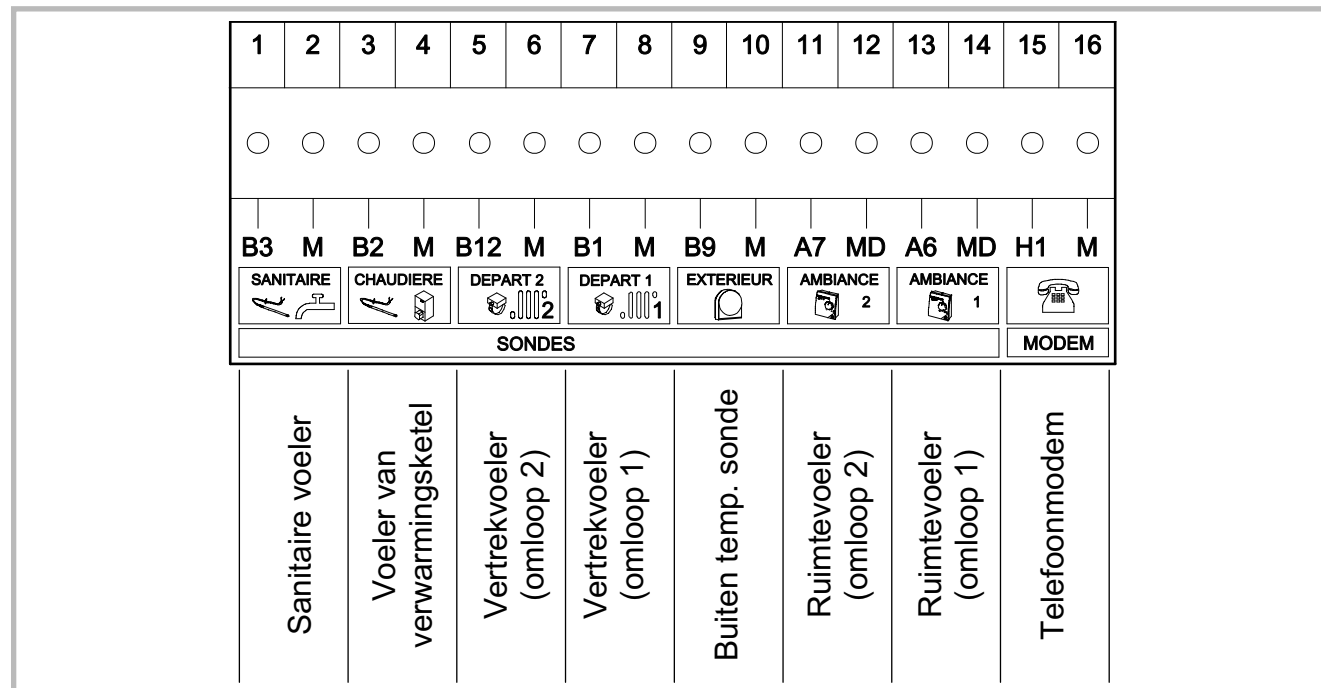 1 2 3 4 5 6 7 8 9 10 11 12 13 14 15 16
B3 M B2 M B12 M B1 M B9 M A7 MD A6 MD H1 M
SANITAIRE CHAUDIERE DEPART 2 DEPART 1 EXTERIEUR AMBIANCE AMBIANCE
2 1 2 1
SONDES MODEM
Sanitaire voeler
Voeler van
verwarmingsketel
Vertrekvoeler
(omloop 2)
Vertrekvoeler
(omloop 1)
Buiten temp. sonde
Ruimtevoeler
(omloop 2)
Ruimtevoeler
(omloop 1)
Telefoonmodem